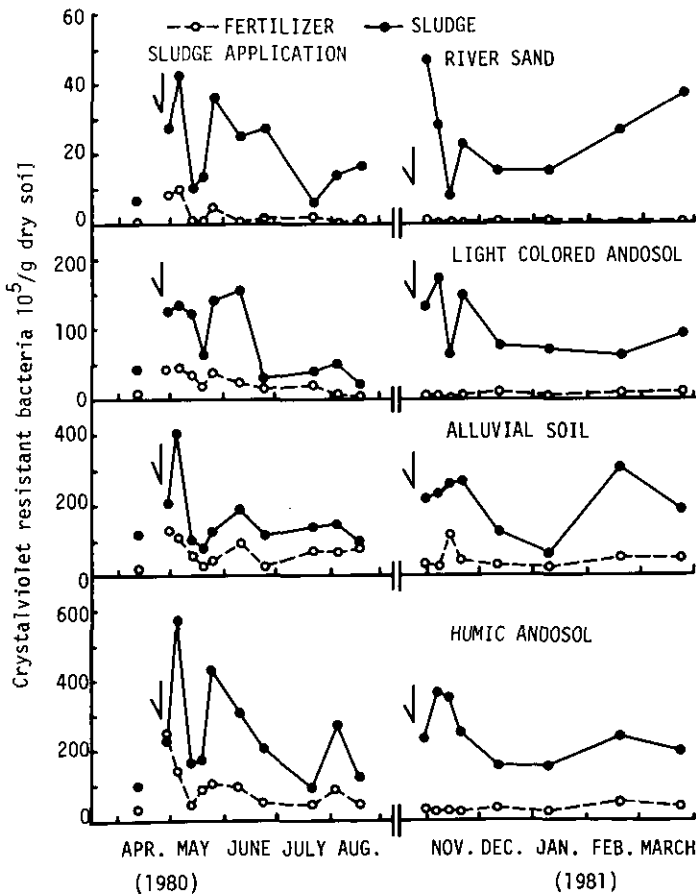 FERTILIZER SLUDGE
60
SLUDGE APPLICATION RIVER SAND
40
20
0
LIGHT COLORED ANDOSOL
200
100
0
ALLUVIAL SOIL
400
200
0
HUMIC ANDOSOL
600
400
200
0
Crystalviolet resistant bacteria 10⁵/g dry soil
APR. MAY JUNE JULY AUG. NOV. DEC. JAN. FEB. MARCH
(1980) (1981)